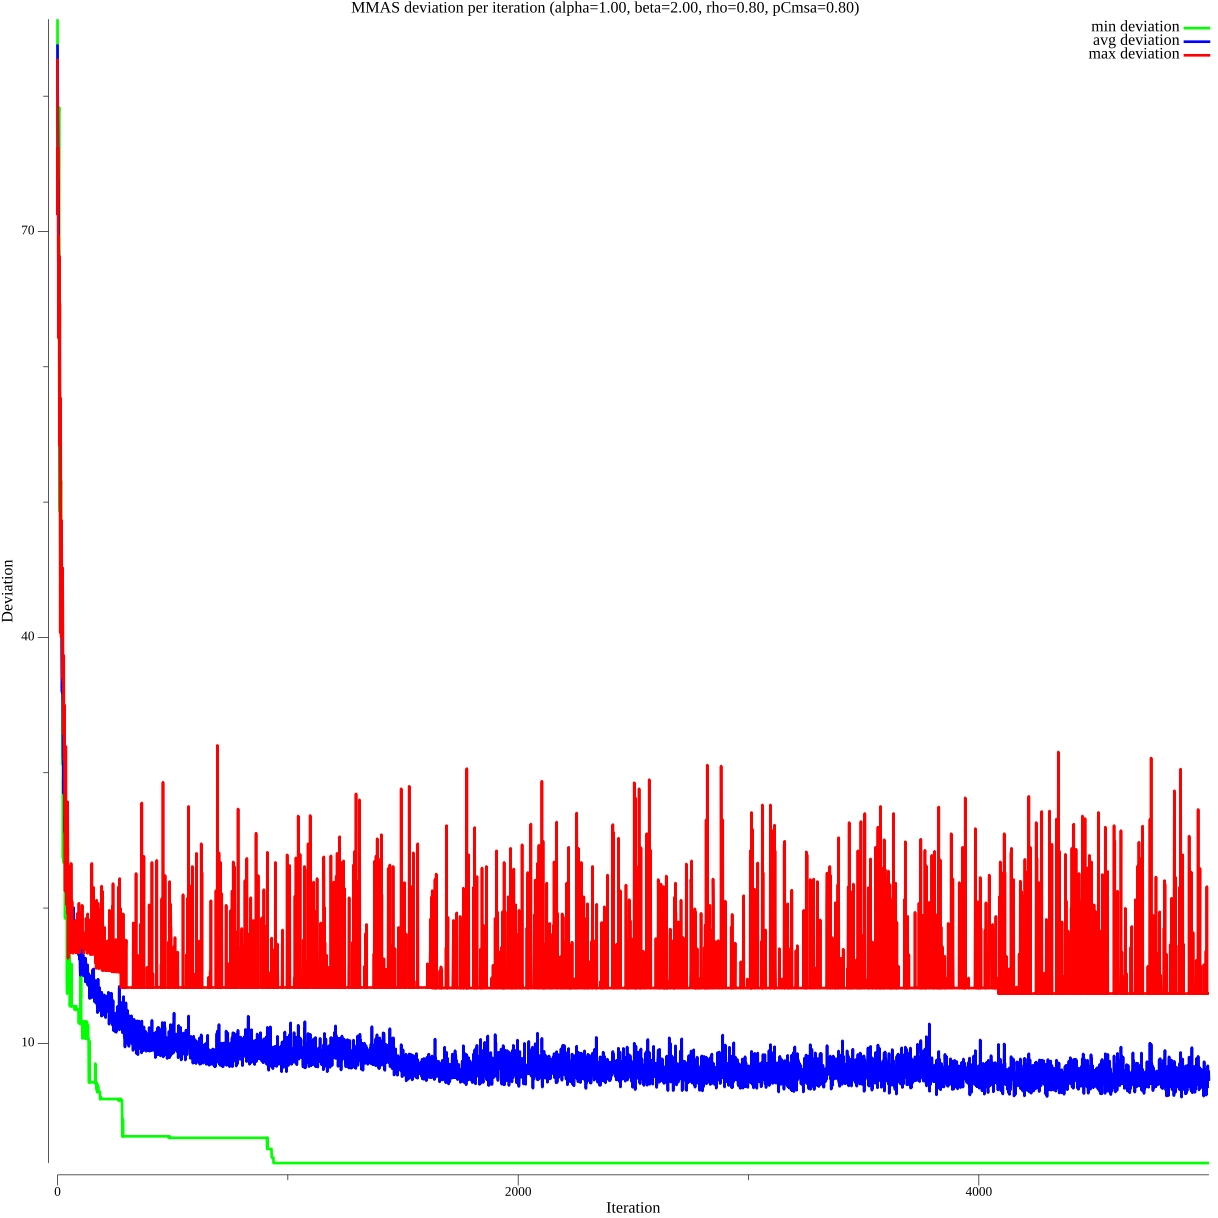 MMAS deviation per iteration (alpha=1.00, beta=2.00, rho=0.80, pCmsa=0.80)
min deviation
avg deviation
max deviation
70
40
10
Deviation
0
2000
4000
Iteration